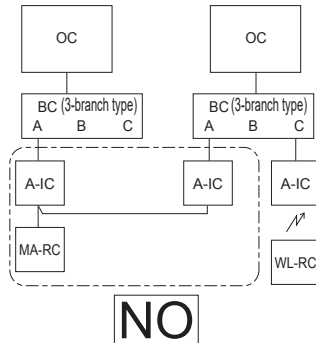 OC OC
BC (3-branch type) BC (3-branch type)
A B C A B C
A-IC A-IC A-IC
MA-RC WL-RC
NO